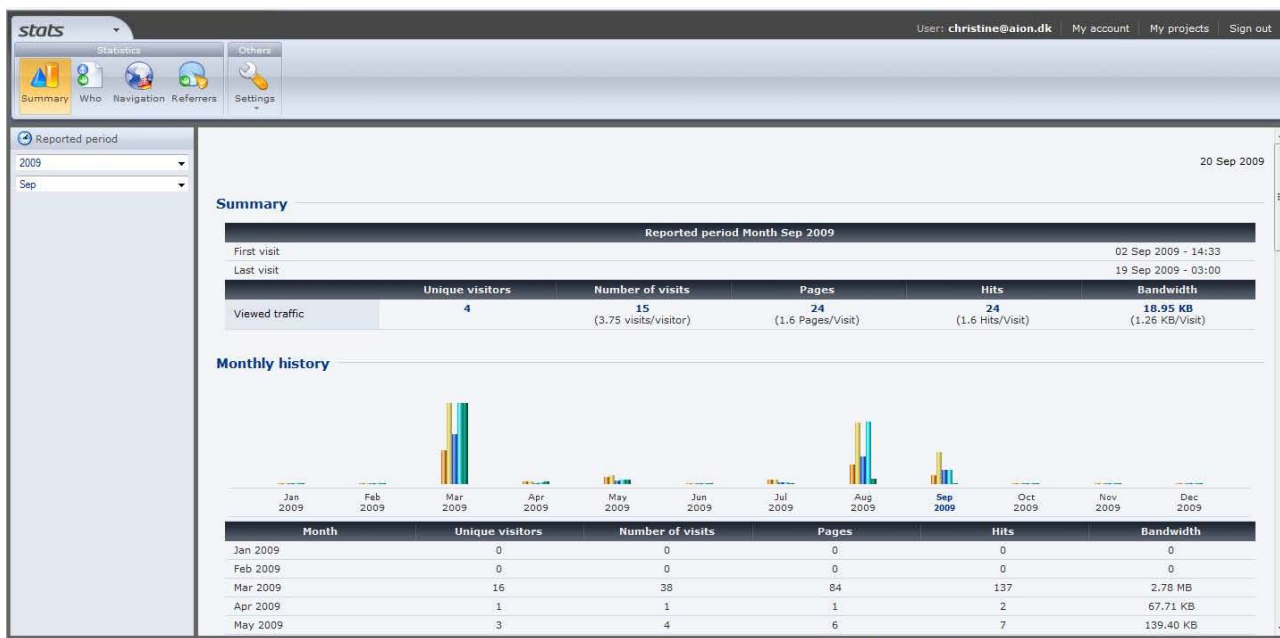 stats
User: christine@aion.dk My account My projects Sign out
Statistics Others
Summary Who Navigation Referrers Settings
Reported period
2009
Sep
20 Sep 2009
Summary
Reported period Month Sep 2009
First visit 02 Sep 2009 - 14:33
Last visit 19 Sep 2009 - 03:00
Unique visitors Number of visits Pages Hits Bandwidth
Viewed traffic 4 15 24 24 18.95 KB
(3.75 visits/visitor) (1.6 Pages/Visit) (1.6 Hits/Visit) (1.26 KB/Visit)
Monthly history
Jan Feb Mar Apr May Jun Jul Aug Sep Oct Nov Dec
2009 2009 2009 2009 2009 2009 2009 2009 2009 2009 2009 2009
Month Unique visitors Number of visits Pages Hits Bandwidth
Jan 2009 0 0 0 0 0
Feb 2009 0 0 0 0 0
Mar 2009 16 38 84 137 2.78 MB
Apr 2009 1 1 1 2 67.71 KB
May 2009 3 4 6 7 139.40 KB